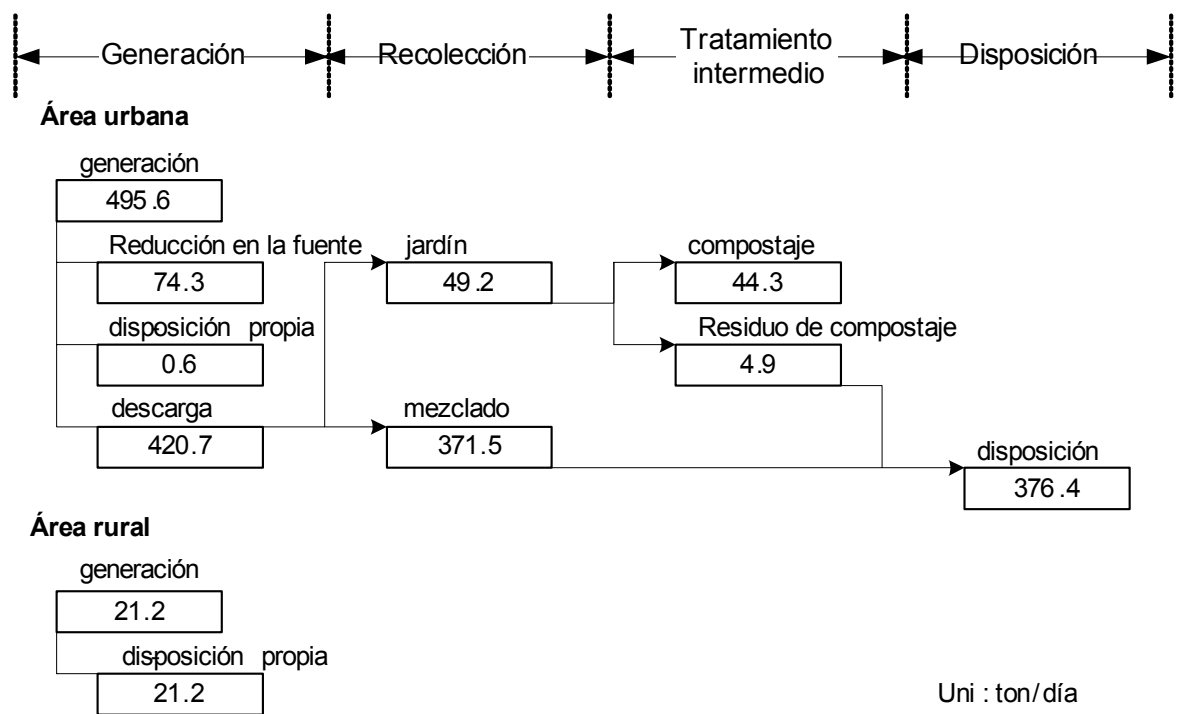 Generación Recolección Tratamiento intermedio Disposición
Área urbana
generación
495.6
Reducción en la fuente jardín compostaje
74.3 49.2 44.3
disposición propia Residuo de compostaje
0.6 4.9
descarga mezclado
420.7 371.5
disposición
376.4
Área rural
generación
21.2
disposición propia
21.2 Uni : ton/día